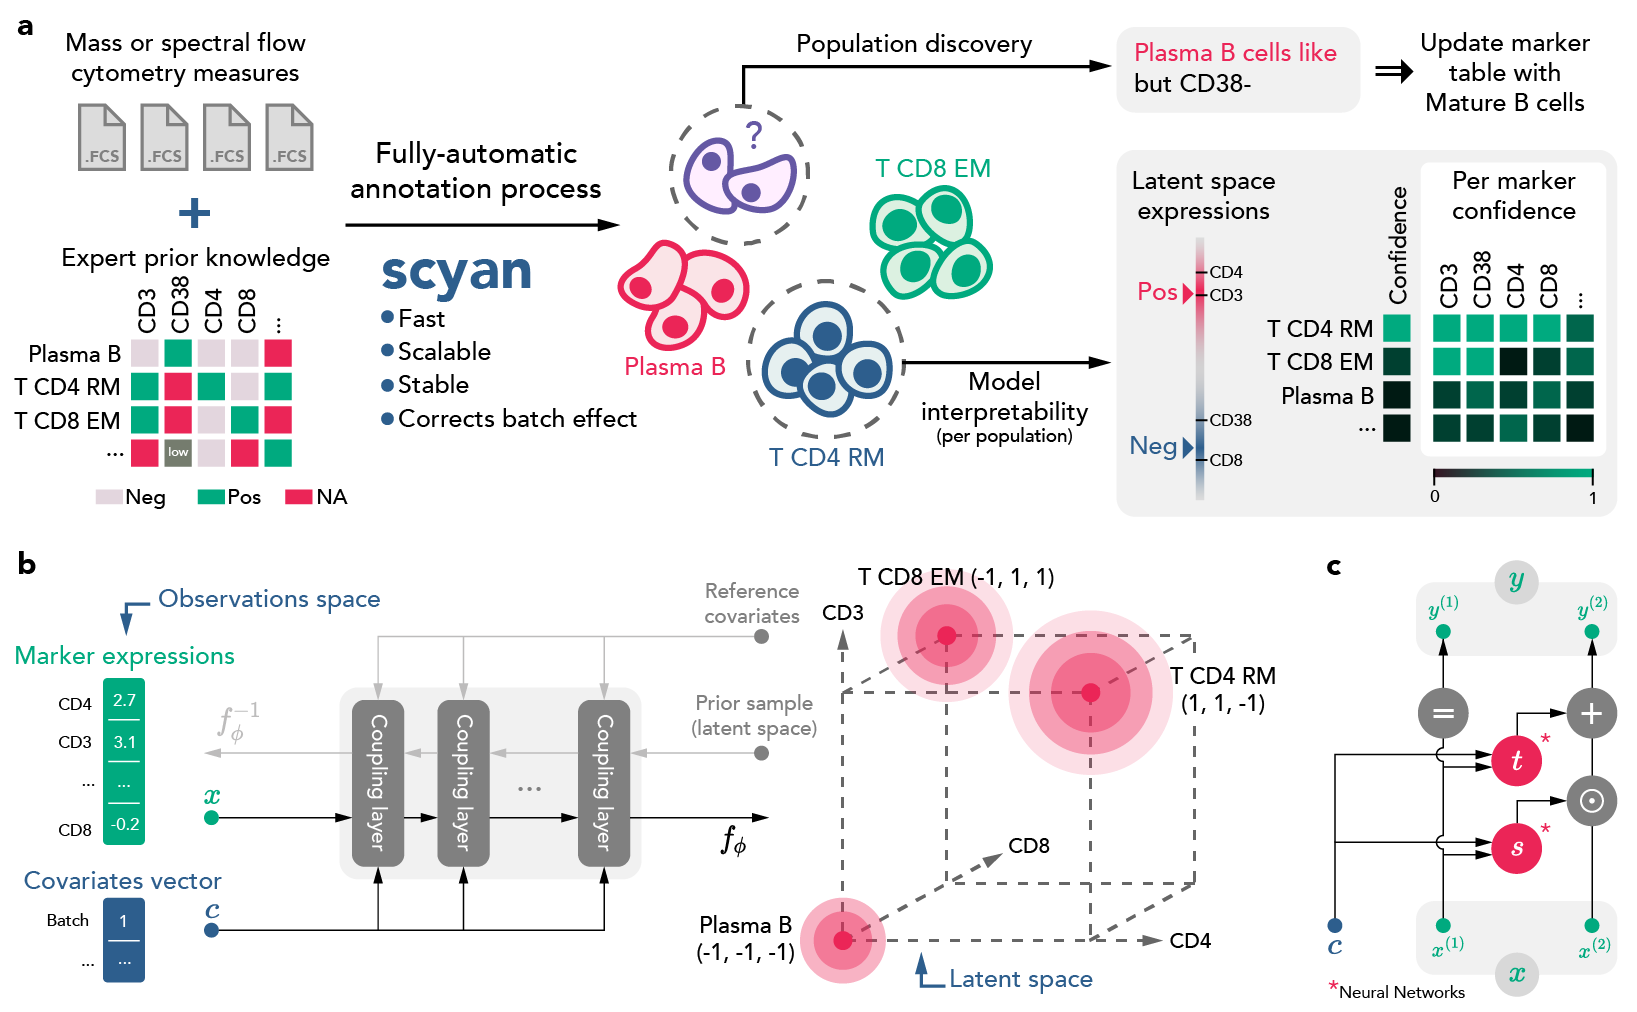 a
Mass or spectral flow
cytometry measures
.FCS
.FCS
.FCS
.FCS
+
Expert prior knowledge
CD3
CD38
CD4
CD8
...
Plasma B
T CD4 RM
T CD8 EM
...
low
Neg
Pos
NA
Fully-automatic
annotation process
scyan
Fast
Scalable
Stable
Corrects batch effect
?
Plasma B
T CD8 EM
T CD4 RM
Population discovery
Plasma B cells like
but CD38-
Update marker
table with
Mature B cells
Model
interpretability
(per population)
Latent space
expressions
Pos
CD4
CD3
Neg
CD38
CD8
Confidence
Per marker
confidence
CD3
CD38
CD4
CD8
...
T CD4 RM
T CD8 EM
Plasma B
...
0
1
b
Observations space
Marker expressions
CD4
2.7
CD3
3.1
...
...
CD8
-0.2
Covariates vector
Batch
1
...
...
x
c
f_ϕ^{-1}
Reference
covariates
Prior sample
(latent space)
Coupling layer
Coupling layer
...
Coupling layer
f_ϕ
T CD8 EM (-1, 1, 1)
CD3
T CD4 RM
(1, 1, -1)
CD8
Plasma B
(-1, -1, -1)
CD4
Latent space
c
y
y^{(1)}
y^{(2)}
=
+
t
*
⊙
s
*
c
x^{(1)}
x^{(2)}
x
*Neural Networks